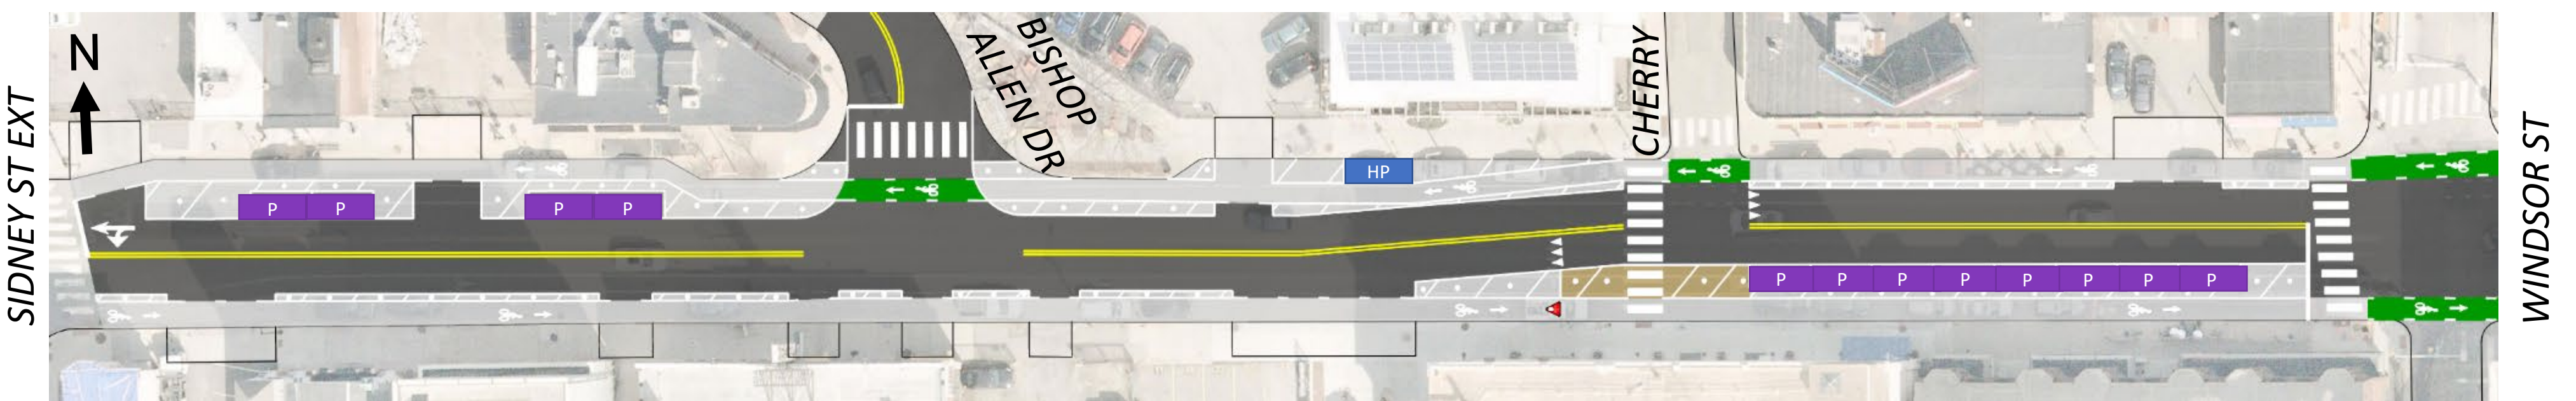 N
SIDNEY ST EXT
BISHOP
ALLEN DR
CHERRY
WINDSOR ST
HP
P
P
P
P
P
P
P
P
P
P
P
P